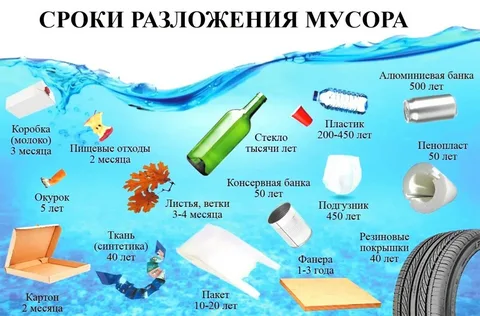 СРОКИ РАЗЛОЖЕНИЯ МУСОРА
Алюминиевая банка
500 лет
Коробка
(молоко)
3 месяца
Пищевые отходы
2 месяца
Стекло
тысячи лет
Пластик
200-450 лет
Пенопласт
50 лет
Окурок
5 лет
Листья, ветки
3-4 месяца
Консервная банка
50 лет
Подгузник
450 лет
Ткань
(синтетика)
40 лет
Резиновые
покрышки
40 лет
Фанера
1-3 года
Картон
2 месяца
Пакет
10-20 лет